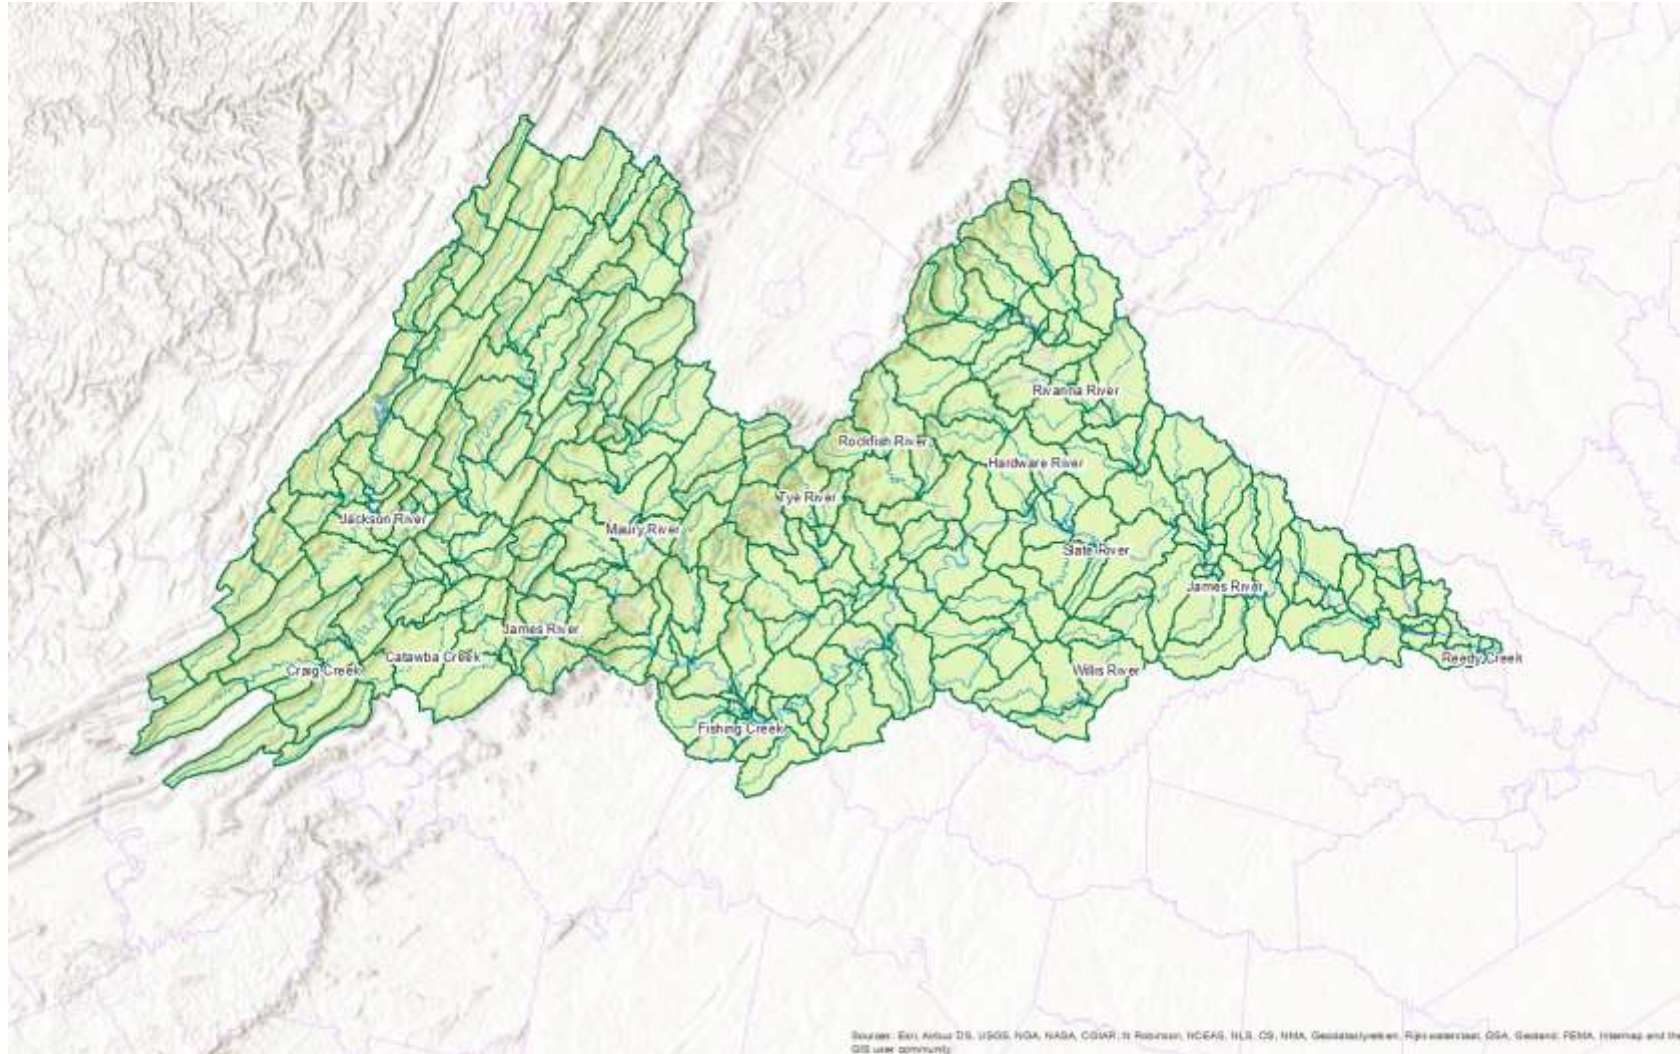 Rivanna River
Rockfish River
Hardware River
Tye River
Jackson River
Maury River
Slate River
James River
James River
Catawba Creek
Craig Creek
Willis River
Reedy Creek
Fishing Creek
Sources: Esri, Airbus DS, USGS, NGA, NASA, CGIAR, N Robinson, NCEAS, NLS, OS, NMA, Geodatastyrelsen, Rijkswaterstaat, GSA, Geoland, FEMA, Intermap and the
GIS user community